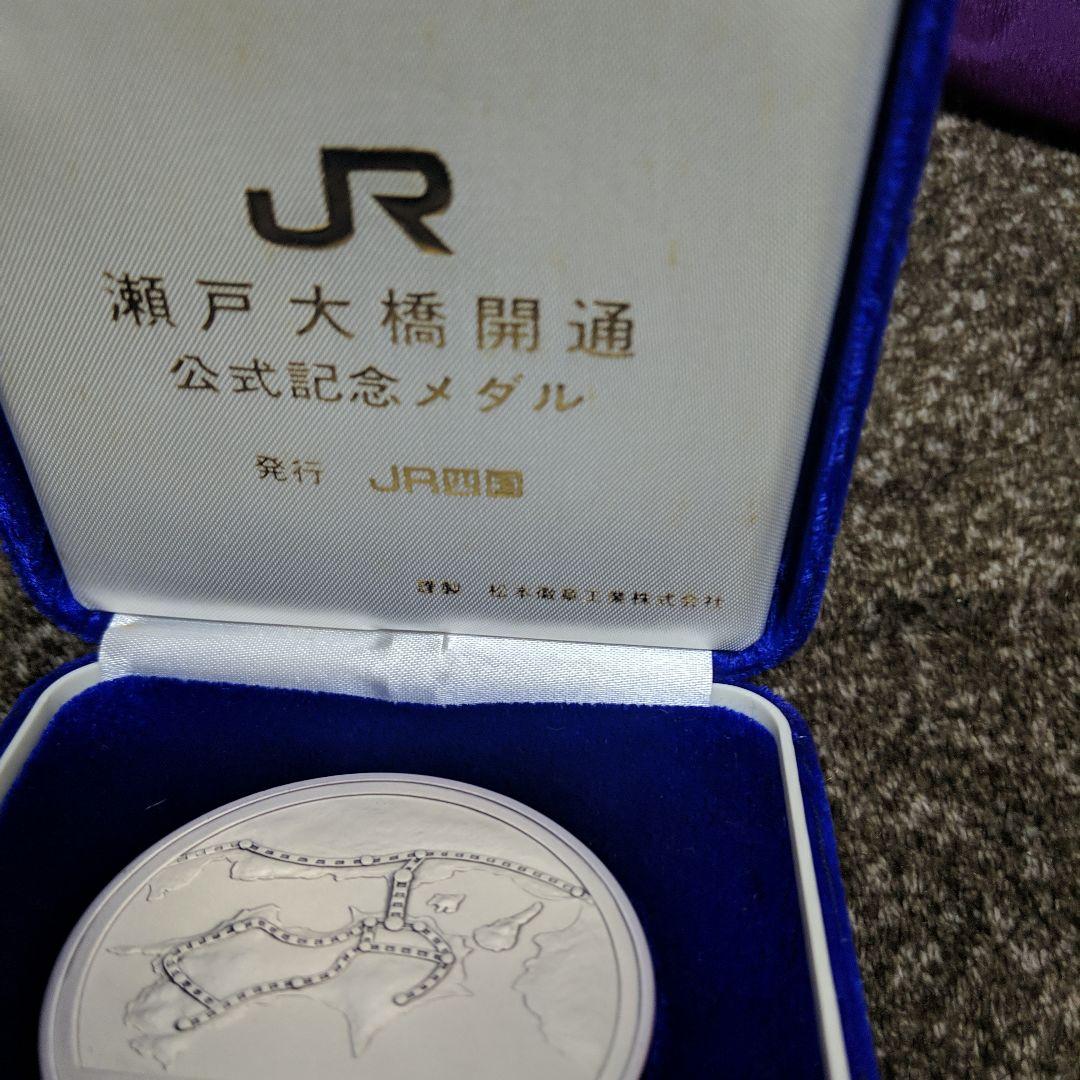 JR
瀬戸大橋開通
公式記念メダル
発行 JR四国
謹製 松本徽章工業株式会社